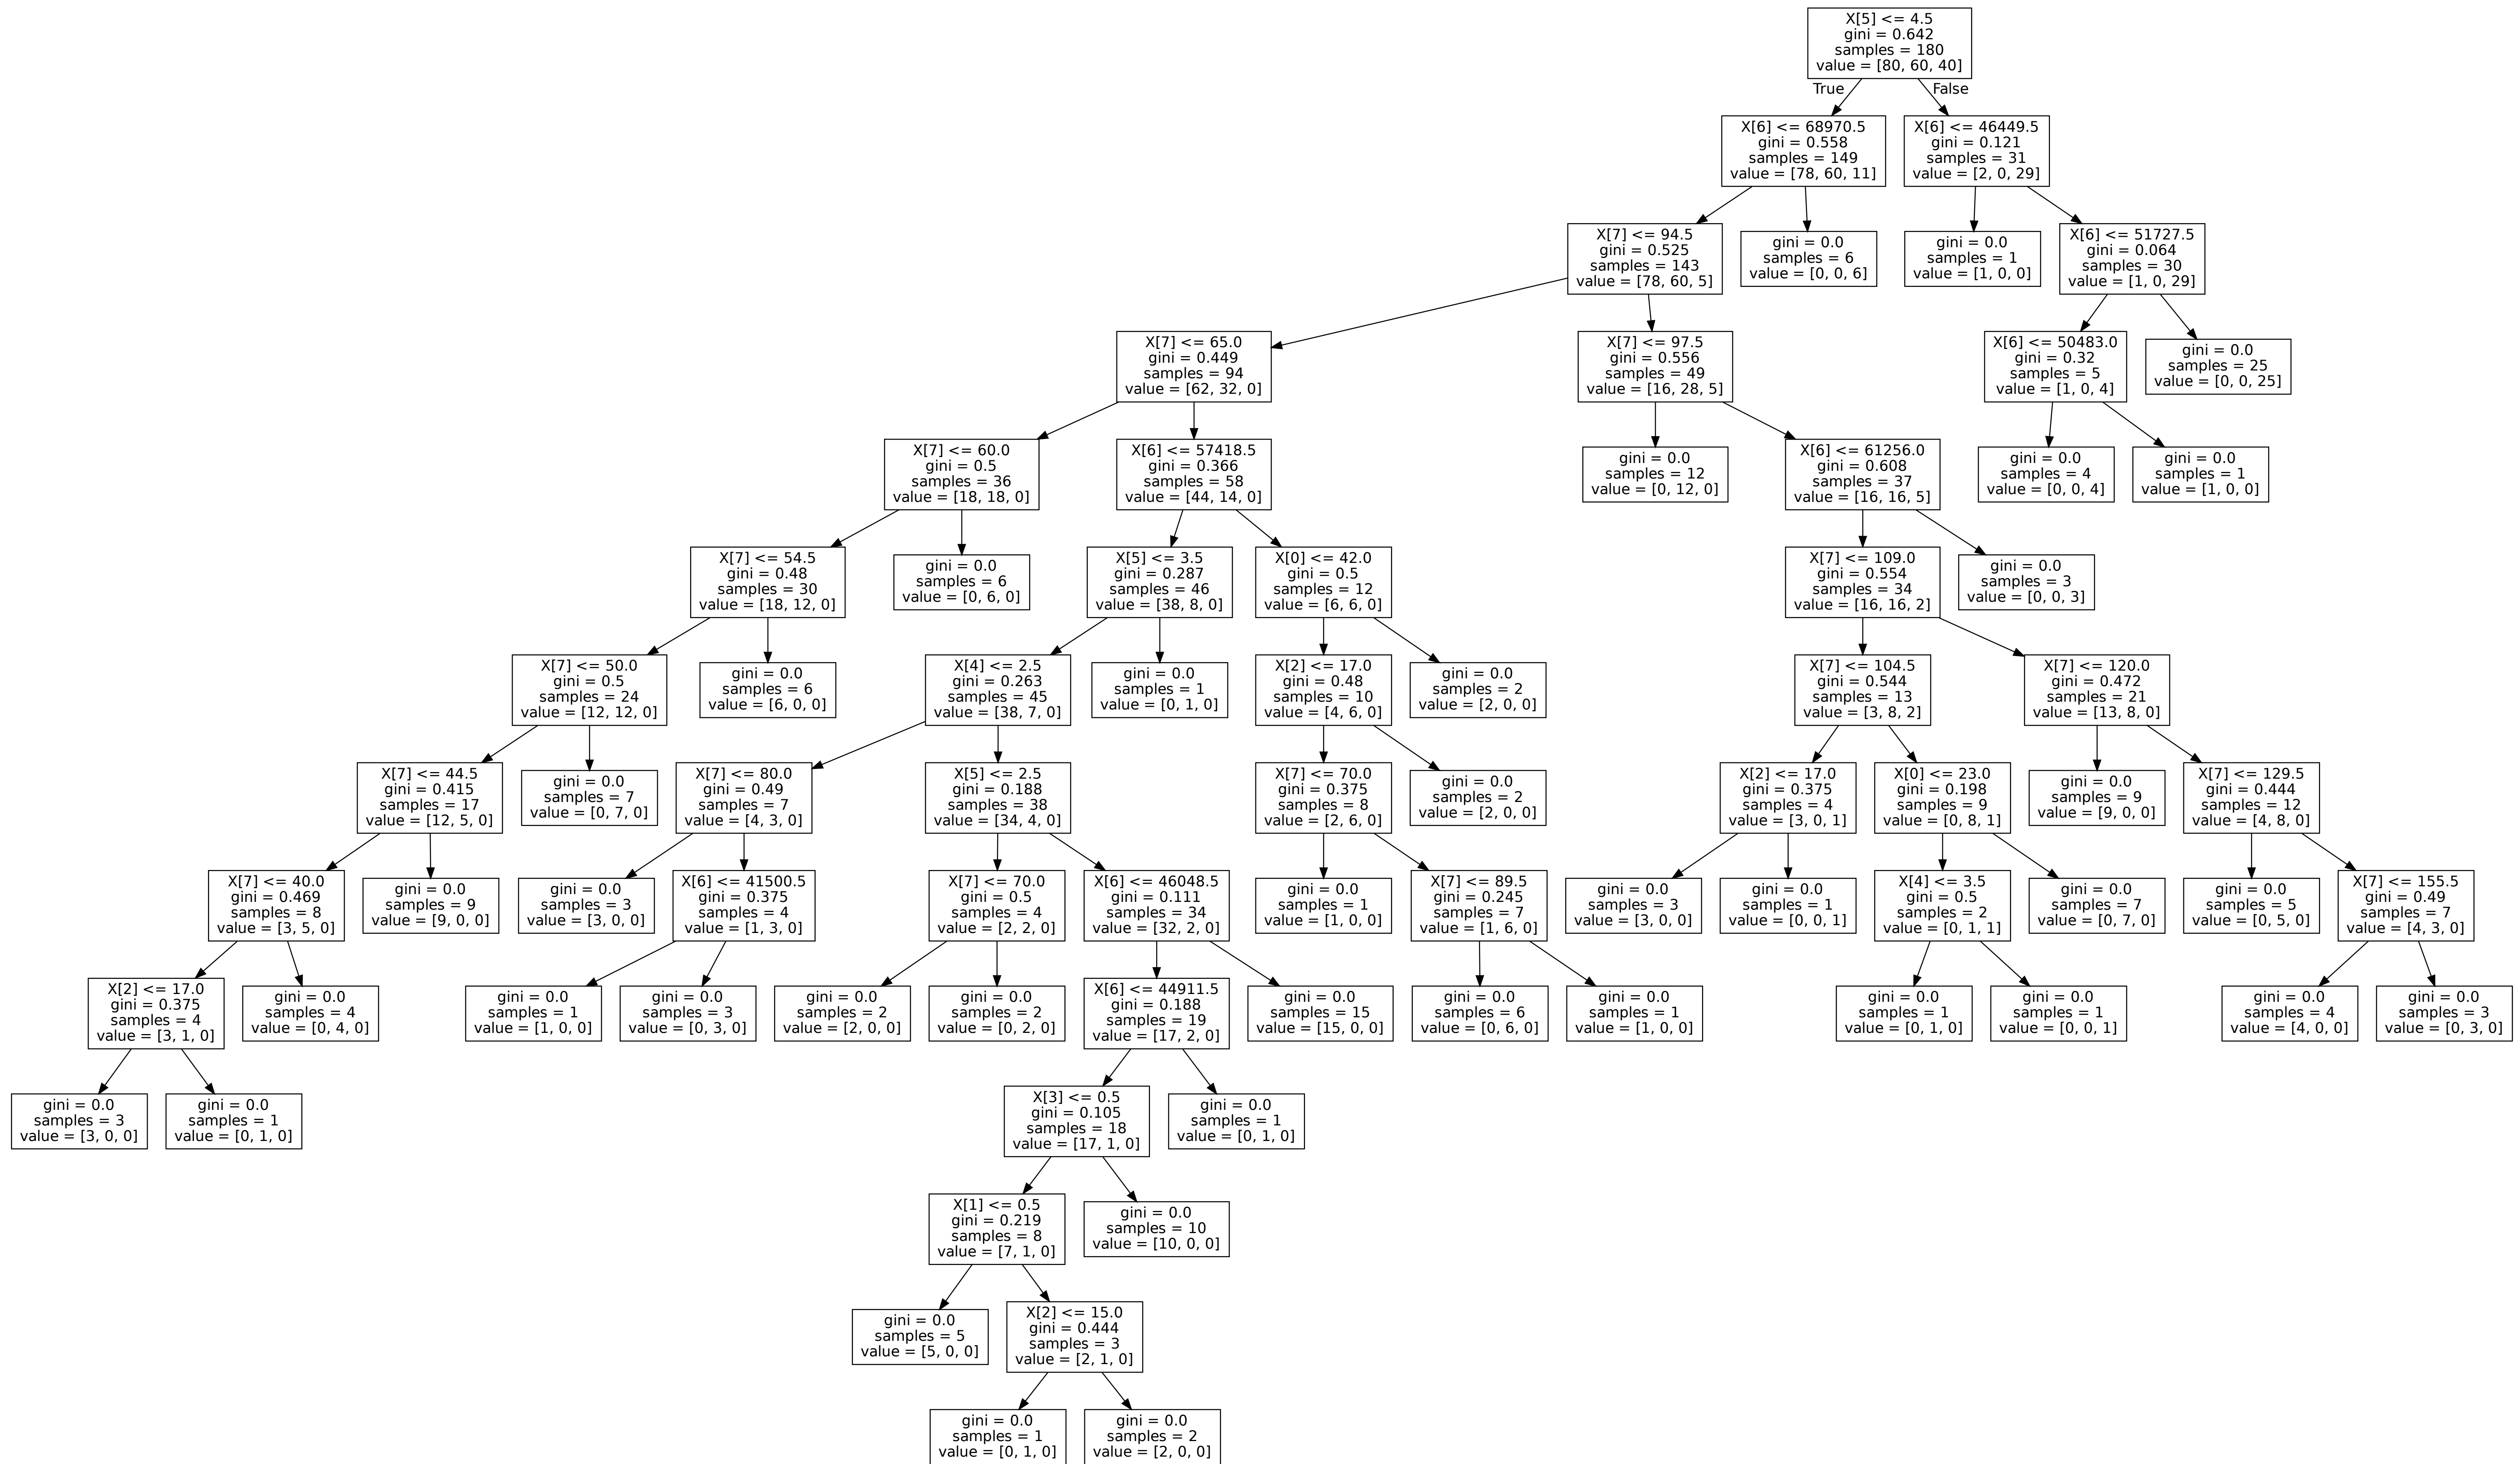 X[5] <= 4.5
gini = 0.642
samples = 180
value = [80, 60, 40]
True
False
X[6] <= 68970.5
gini = 0.558
samples = 149
value = [78, 60, 11]
X[6] <= 46449.5
gini = 0.121
samples = 31
value = [2, 0, 29]
X[7] <= 94.5
gini = 0.525
samples = 143
value = [78, 60, 5]
gini = 0.0
samples = 6
value = [0, 0, 6]
gini = 0.0
samples = 1
value = [1, 0, 0]
X[6] <= 51727.5
gini = 0.064
samples = 30
value = [1, 0, 29]
X[7] <= 65.0
gini = 0.449
samples = 94
value = [62, 32, 0]
X[7] <= 97.5
gini = 0.556
samples = 49
value = [16, 28, 5]
X[6] <= 50483.0
gini = 0.32
samples = 5
value = [1, 0, 4]
gini = 0.0
samples = 25
value = [0, 0, 25]
X[7] <= 60.0
gini = 0.5
samples = 36
value = [18, 18, 0]
X[6] <= 57418.5
gini = 0.366
samples = 58
value = [44, 14, 0]
gini = 0.0
samples = 12
value = [0, 12, 0]
X[6] <= 61256.0
gini = 0.608
samples = 37
value = [16, 16, 5]
gini = 0.0
samples = 4
value = [0, 0, 4]
gini = 0.0
samples = 1
value = [1, 0, 0]
X[7] <= 54.5
gini = 0.48
samples = 30
value = [18, 12, 0]
gini = 0.0
samples = 6
value = [0, 6, 0]
X[5] <= 3.5
gini = 0.287
samples = 46
value = [38, 8, 0]
X[0] <= 42.0
gini = 0.5
samples = 12
value = [6, 6, 0]
X[7] <= 109.0
gini = 0.554
samples = 34
value = [16, 16, 2]
gini = 0.0
samples = 3
value = [0, 0, 3]
X[7] <= 50.0
gini = 0.5
samples = 24
value = [12, 12, 0]
gini = 0.0
samples = 6
value = [6, 0, 0]
X[4] <= 2.5
gini = 0.263
samples = 45
value = [38, 7, 0]
gini = 0.0
samples = 1
value = [0, 1, 0]
X[2] <= 17.0
gini = 0.48
samples = 10
value = [4, 6, 0]
gini = 0.0
samples = 2
value = [2, 0, 0]
X[7] <= 104.5
gini = 0.544
samples = 13
value = [3, 8, 2]
X[7] <= 120.0
gini = 0.472
samples = 21
value = [13, 8, 0]
X[7] <= 44.5
gini = 0.415
samples = 17
value = [12, 5, 0]
gini = 0.0
samples = 7
value = [0, 7, 0]
X[7] <= 80.0
gini = 0.49
samples = 7
value = [4, 3, 0]
X[5] <= 2.5
gini = 0.188
samples = 38
value = [34, 4, 0]
X[7] <= 70.0
gini = 0.375
samples = 8
value = [2, 6, 0]
gini = 0.0
samples = 2
value = [2, 0, 0]
X[2] <= 17.0
gini = 0.375
samples = 4
value = [3, 0, 1]
X[0] <= 23.0
gini = 0.198
samples = 9
value = [0, 8, 1]
gini = 0.0
samples = 9
value = [9, 0, 0]
X[7] <= 129.5
gini = 0.444
samples = 12
value = [4, 8, 0]
X[7] <= 40.0
gini = 0.469
samples = 8
value = [3, 5, 0]
gini = 0.0
samples = 9
value = [9, 0, 0]
gini = 0.0
samples = 3
value = [3, 0, 0]
X[6] <= 41500.5
gini = 0.375
samples = 4
value = [1, 3, 0]
X[7] <= 70.0
gini = 0.5
samples = 4
value = [2, 2, 0]
X[6] <= 46048.5
gini = 0.111
samples = 34
value = [32, 2, 0]
gini = 0.0
samples = 1
value = [1, 0, 0]
X[7] <= 89.5
gini = 0.245
samples = 7
value = [1, 6, 0]
gini = 0.0
samples = 3
value = [3, 0, 0]
gini = 0.0
samples = 1
value = [0, 0, 1]
X[4] <= 3.5
gini = 0.5
samples = 2
value = [0, 1, 1]
gini = 0.0
samples = 7
value = [0, 7, 0]
gini = 0.0
samples = 5
value = [0, 5, 0]
X[7] <= 155.5
gini = 0.49
samples = 7
value = [4, 3, 0]
X[2] <= 17.0
gini = 0.375
samples = 4
value = [3, 1, 0]
gini = 0.0
samples = 4
value = [0, 4, 0]
gini = 0.0
samples = 1
value = [1, 0, 0]
gini = 0.0
samples = 3
value = [0, 3, 0]
gini = 0.0
samples = 2
value = [2, 0, 0]
gini = 0.0
samples = 2
value = [0, 2, 0]
X[6] <= 44911.5
gini = 0.188
samples = 19
value = [17, 2, 0]
gini = 0.0
samples = 15
value = [15, 0, 0]
gini = 0.0
samples = 6
value = [0, 6, 0]
gini = 0.0
samples = 1
value = [1, 0, 0]
gini = 0.0
samples = 1
value = [0, 1, 0]
gini = 0.0
samples = 1
value = [0, 0, 1]
gini = 0.0
samples = 4
value = [4, 0, 0]
gini = 0.0
samples = 3
value = [0, 3, 0]
gini = 0.0
samples = 3
value = [3, 0, 0]
gini = 0.0
samples = 1
value = [0, 1, 0]
X[3] <= 0.5
gini = 0.105
samples = 18
value = [17, 1, 0]
gini = 0.0
samples = 1
value = [0, 1, 0]
X[1] <= 0.5
gini = 0.219
samples = 8
value = [7, 1, 0]
gini = 0.0
samples = 10
value = [10, 0, 0]
gini = 0.0
samples = 5
value = [5, 0, 0]
X[2] <= 15.0
gini = 0.444
samples = 3
value = [2, 1, 0]
gini = 0.0
samples = 1
value = [0, 1, 0]
gini = 0.0
samples = 2
value = [2, 0, 0]